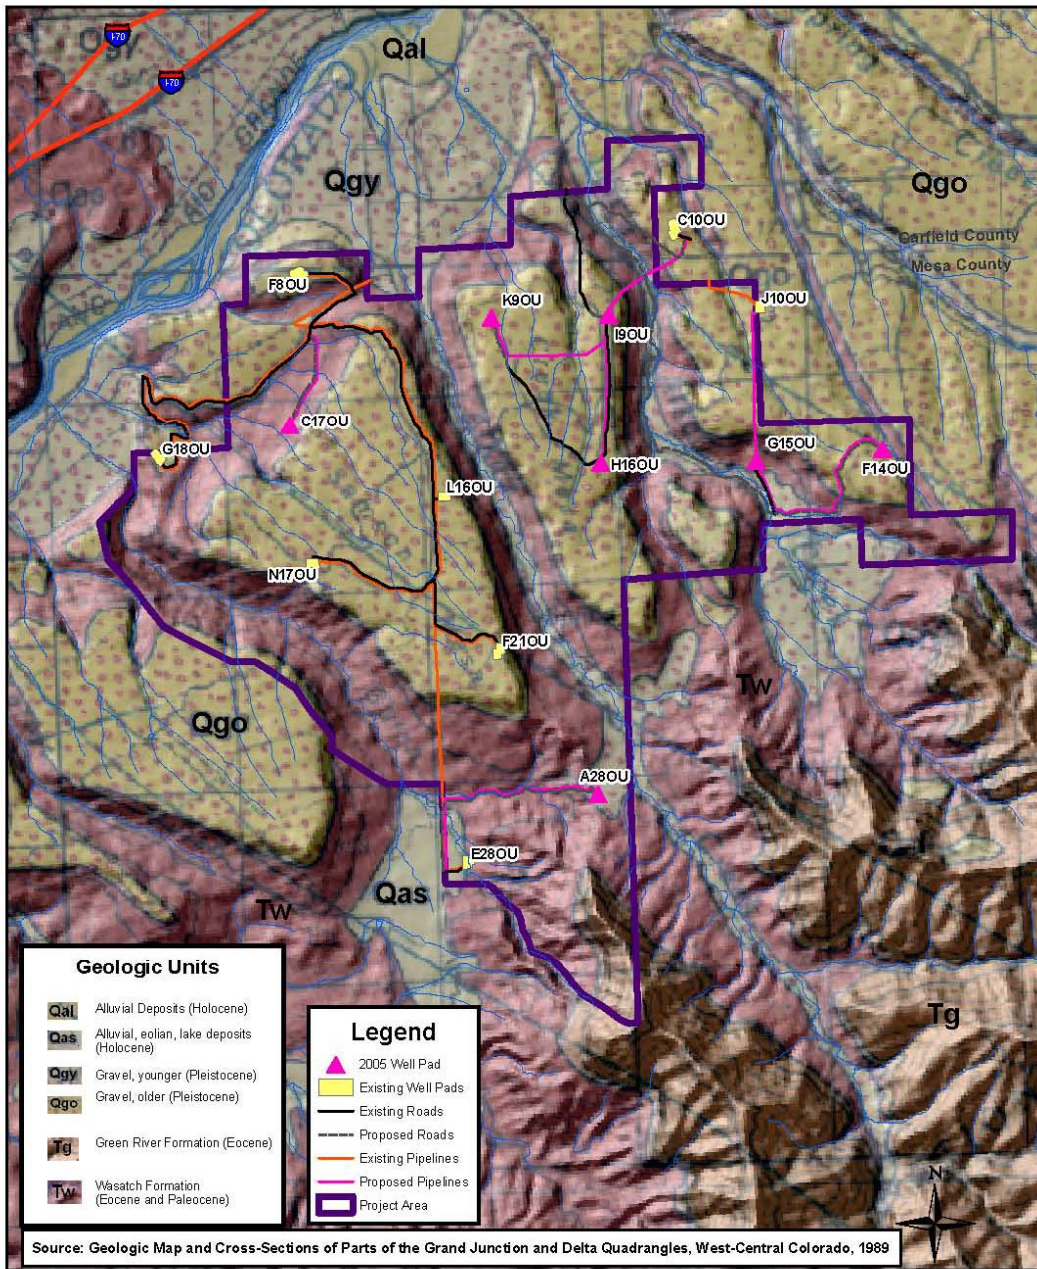 I-70
I-70
Qal
Qgy
Qgo
Garfield County
Mesa County
C10OU
F8OU
K9OU
I9OU
J10OU
C17OU
G18OU
H16OU
G15OU
F14OU
L16OU
N17OU
F21OU
Tw
Qgo
A28OU
E28OU
Qas
Tw
Tg
N
Geologic Units
Qal Alluvial Deposits (Holocene)
Qas Alluvial, eolian, lake deposits
(Holocene)
Qgy Gravel, younger (Pleistocene)
Qgo Gravel, older (Pleistocene)
Tg Green River Formation (Eocene)
Tw Wasatch Formation
(Eocene and Paleocene)
Legend
2005 Well Pad
Existing Well Pads
Existing Roads
Proposed Roads
Existing Pipelines
Proposed Pipelines
Project Area
Source: Geologic Map and Cross-Sections of Parts of the Grand Junction and Delta Quadrangles, West-Central Colorado, 1989